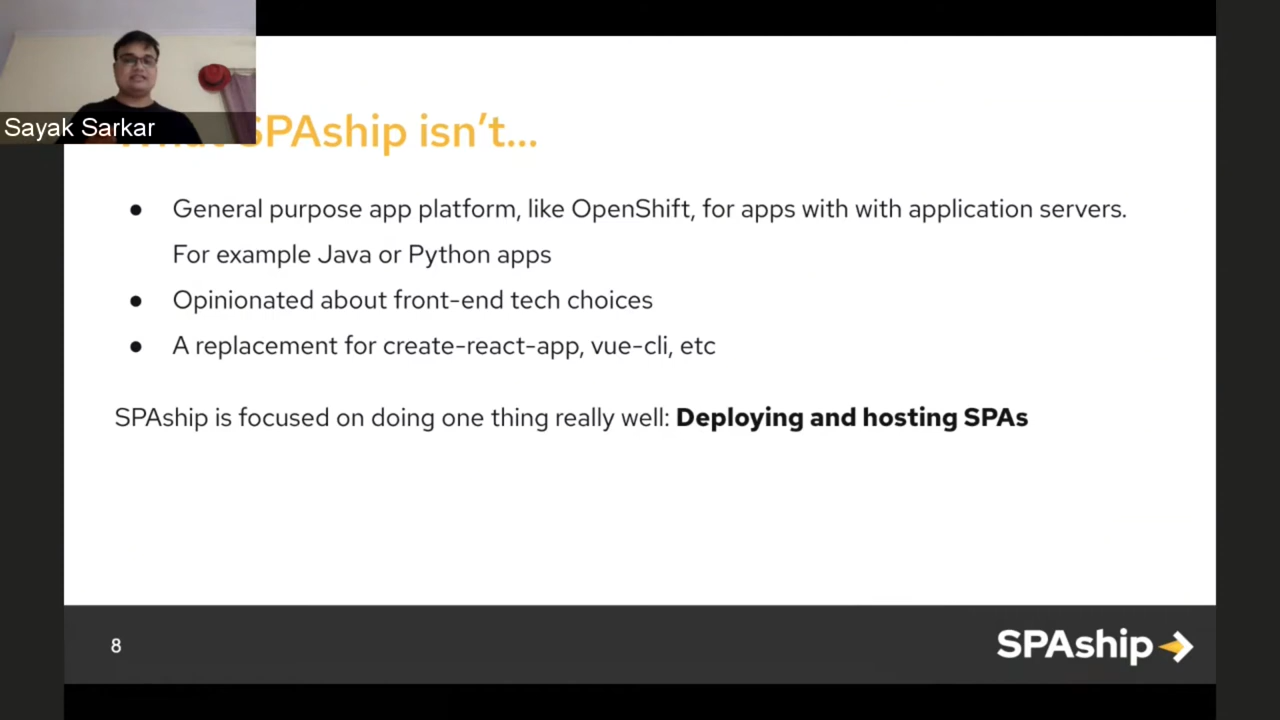 Sayak Sarkar
SPAship isn't...
● General purpose app platform, like OpenShift, for apps with with application servers.
For example Java or Python apps
● Opinionated about front-end tech choices
● A replacement for create-react-app, vue-cli, etc
SPAship is focused on doing one thing really well: Deploying and hosting SPAs
8
SPAship